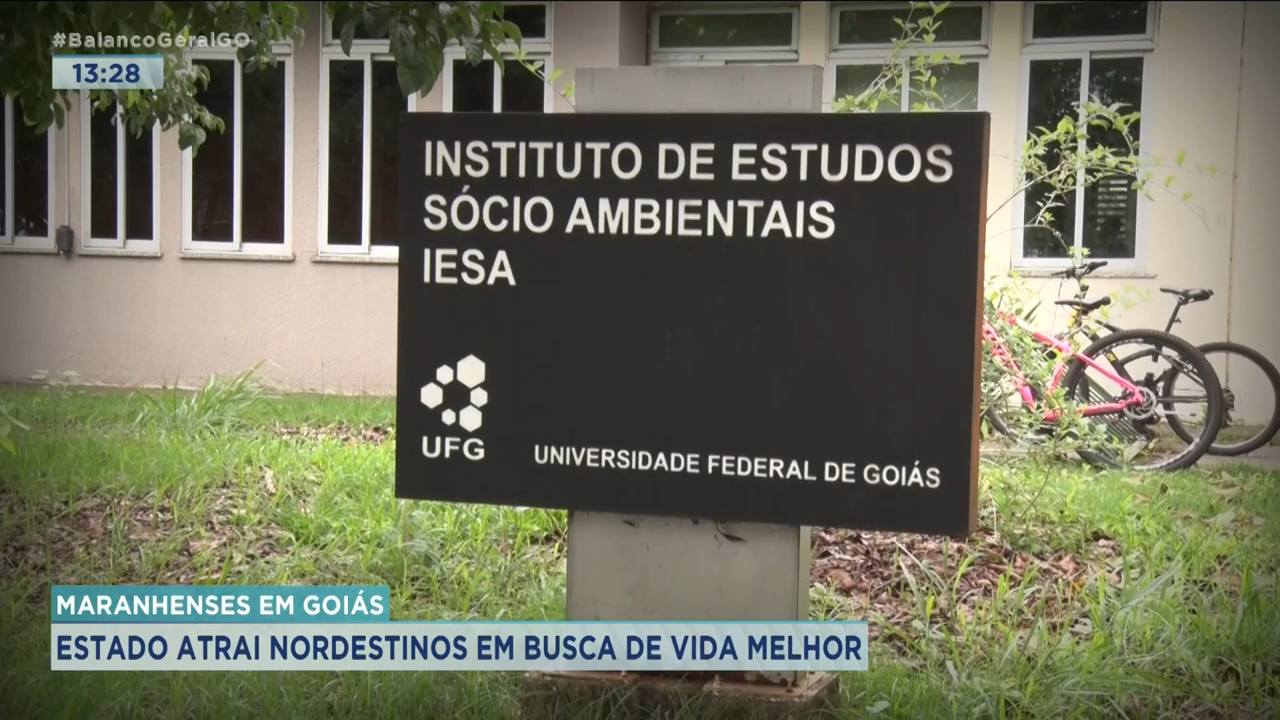 #BalancoGeralGO
13:28
INSTITUTO DE ESTUDOS
SÓCIO AMBIENTAIS
IESA
UFG
UNIVERSIDADE FEDERAL DE GOIÁS
MARANHENSES EM GOIÁS
ESTADO ATRAI NORDESTINOS EM BUSCA DE VIDA MELHOR